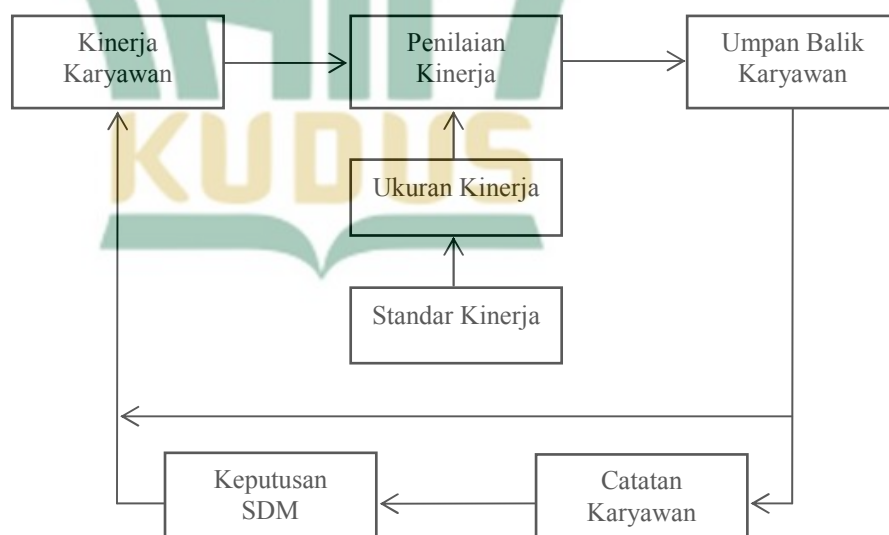 Kinerja
Karyawan
Penilaian
Kinerja
Umpan Balik
Karyawan
KUDUS
Ukuran Kinerja
Standar Kinerja
Keputusan
SDM
Catatan
Karyawan